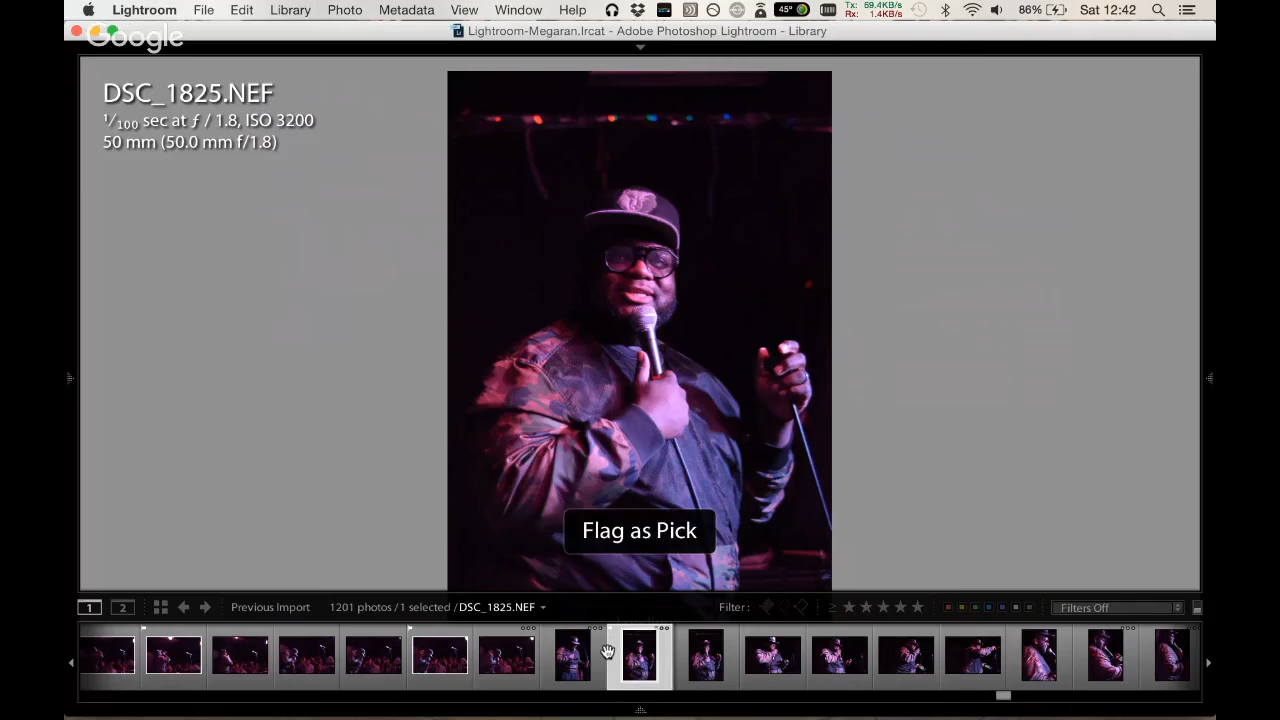 Lightroom File Edit Library Photo Metadata View Window Help 45° Tx: 69.4KB/s Rx: 1.4KB/s 86% Sat 12:42
Google
Lightroom-Megaran.lrcat - Adobe Photoshop Lightroom - Library
DSC_1825.NEF
1/100 sec at ƒ / 1.8, ISO 3200
50 mm (50.0 mm f/1.8)
Flag as Pick
1 2 Previous Import 1201 photos / 1 selected / DSC_1825.NEF Filter : Filters Off